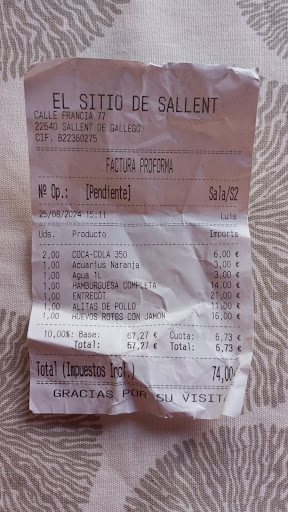 EL SITIO DE SALLENT
CALLE FRANCIA 77
22640 SALLENT DE GALLEGO
CIF. B22360275
FACTURA PROFORMA
Nº Op.: [Pendiente] Sala/S2
25/08/2024 15:11 Luis
Uds. Producto Importe
2,00 COCA-COLA 350 6,00 €
1,00 Acuarius Naranja 3,00 €
1,00 Agua 1L 3,00 €
1,00 HAMBURGUESA COMPLETA 14,00 €
1,00 ENTRECOT 21,00 €
1,00 ALITAS DE POLLO 11,00 €
1,00 HUEVOS ROTOS CON JAMON 16,00 €
10,00% Base: 67,27 € Cuota: 6,73 €
Total: 67,27 € Total: 6,73 €
Total (Impuestos Incl.) 74,00
GRACIAS POR SU VISITA